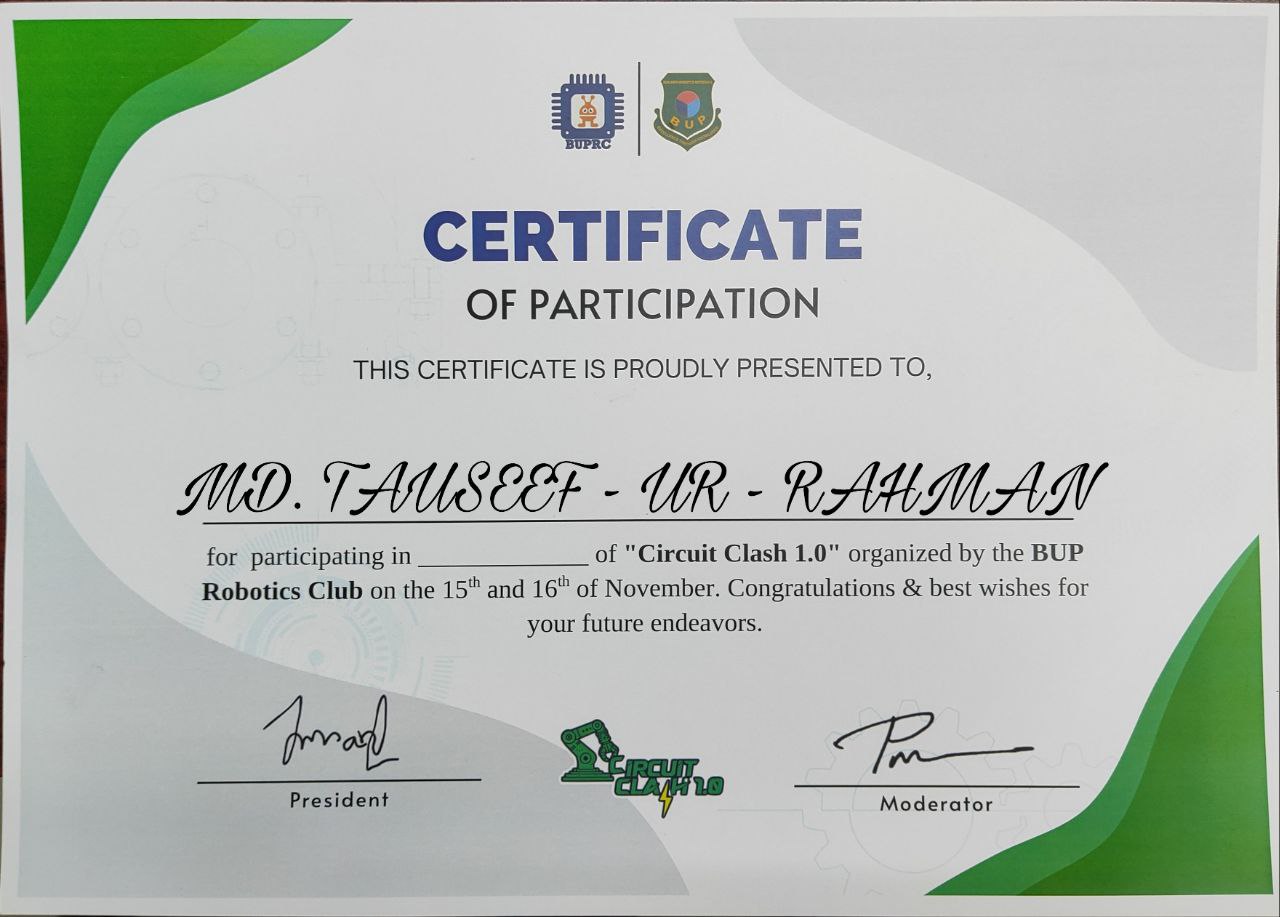 BUPRC
BUP
CERTIFICATE
OF PARTICIPATION
THIS CERTIFICATE IS PROUDLY PRESENTED TO,
MD. TAUSEEF - UR - RAHMAN
for participating in _____________ of "Circuit Clash 1.0" organized by the BUP
Robotics Club on the 15th and 16th of November. Congratulations & best wishes for
your future endeavors.
President
CIRCUIT
CLASH 1.0
Moderator